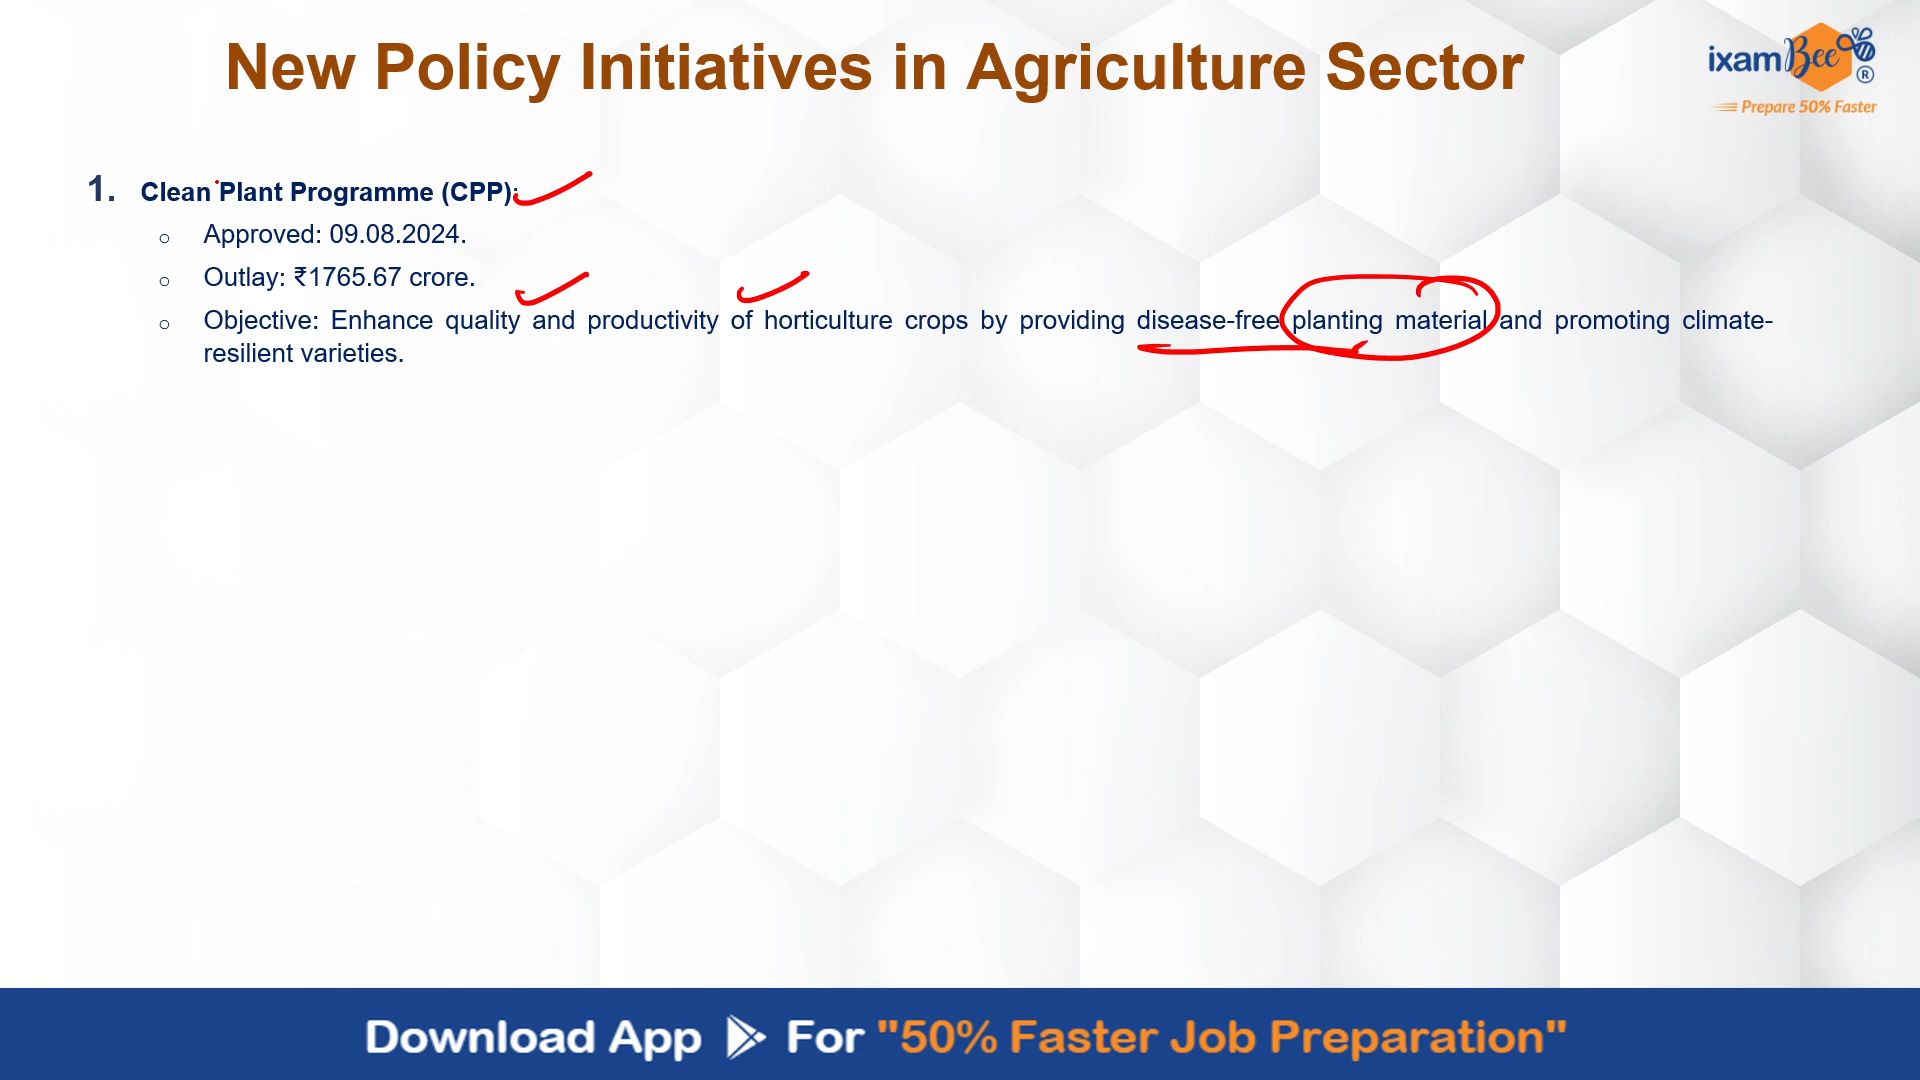 New Policy Initiatives in Agriculture Sector
ixamBee ®
Prepare 50% Faster
1. Clean Plant Programme (CPP):
o Approved: 09.08.2024.
o Outlay: ₹1765.67 crore.
o Objective: Enhance quality and productivity of horticulture crops by providing disease-free planting material and promoting climate-
resilient varieties.
Download App For "50% Faster Job Preparation"